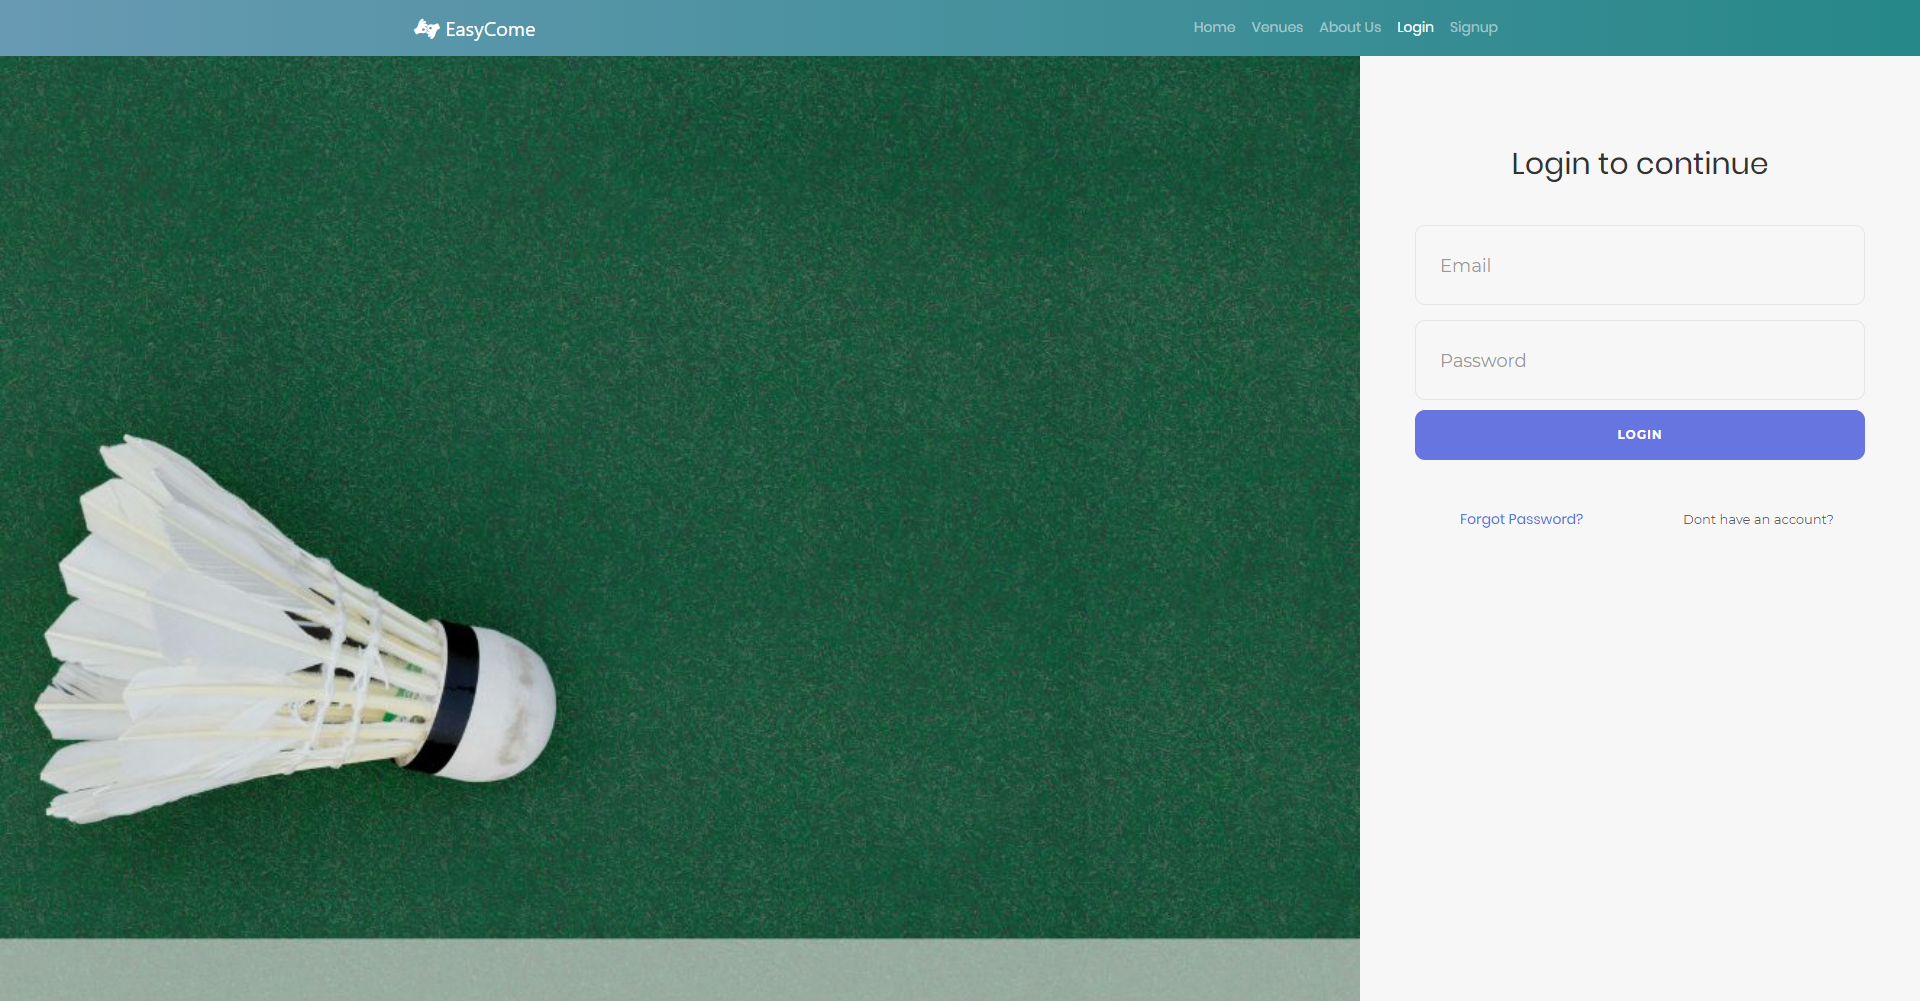 EasyCome
Home Venues About Us Login Signup
Login to continue
Email
Password
LOGIN
Forgot Password? Dont have an account?